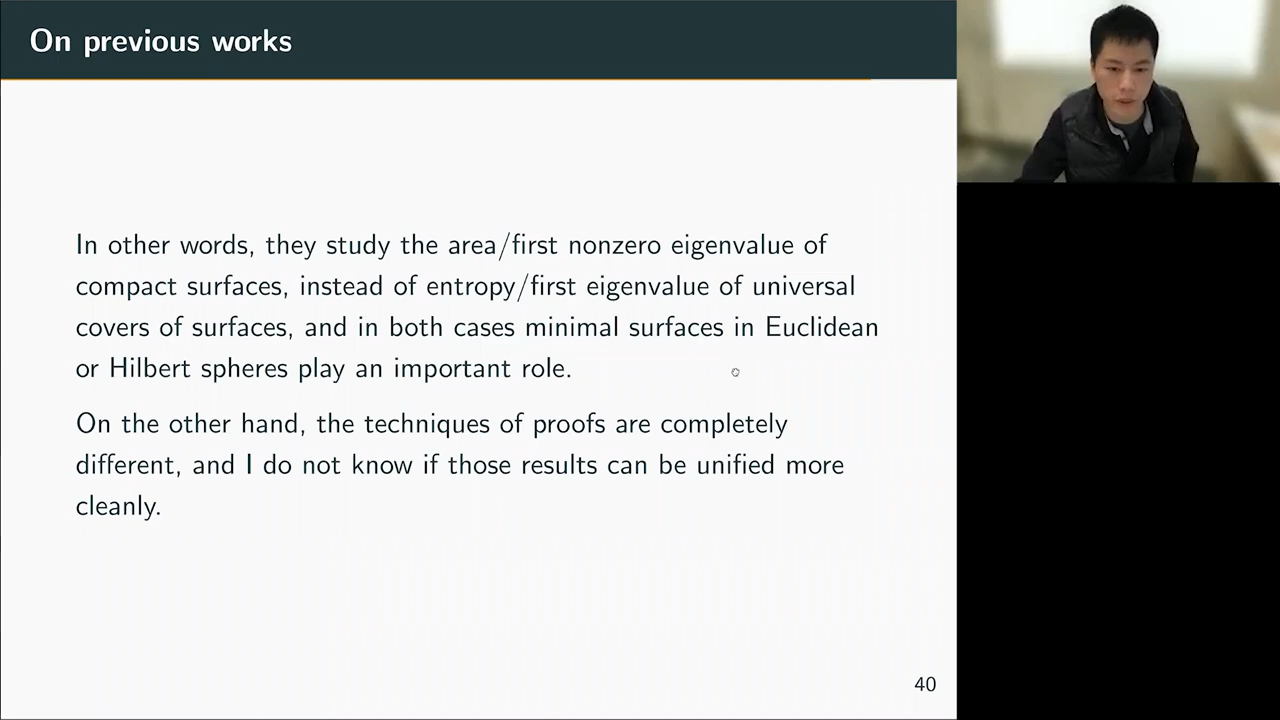 On previous works
In other words, they study the area/first nonzero eigenvalue of
compact surfaces, instead of entropy/first eigenvalue of universal
covers of surfaces, and in both cases minimal surfaces in Euclidean
or Hilbert spheres play an important role.
On the other hand, the techniques of proofs are completely
different, and I do not know if those results can be unified more
cleanly.
40